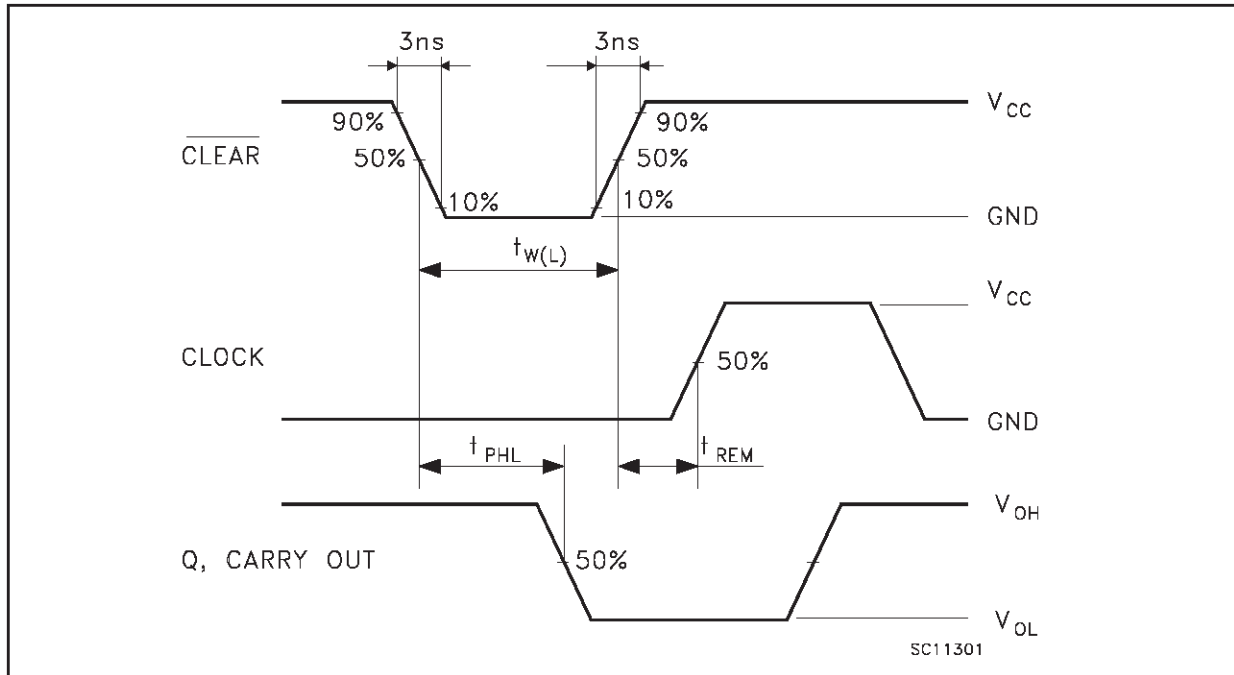 3ns 3ns
V_CC
90% 90%
CLEAR 50% 50%
10% 10%
GND
t_W(L)
V_CC
CLOCK 50%
GND
t_PHL t_REM
V_OH
Q, CARRY OUT 50%
V_OL
SC11301